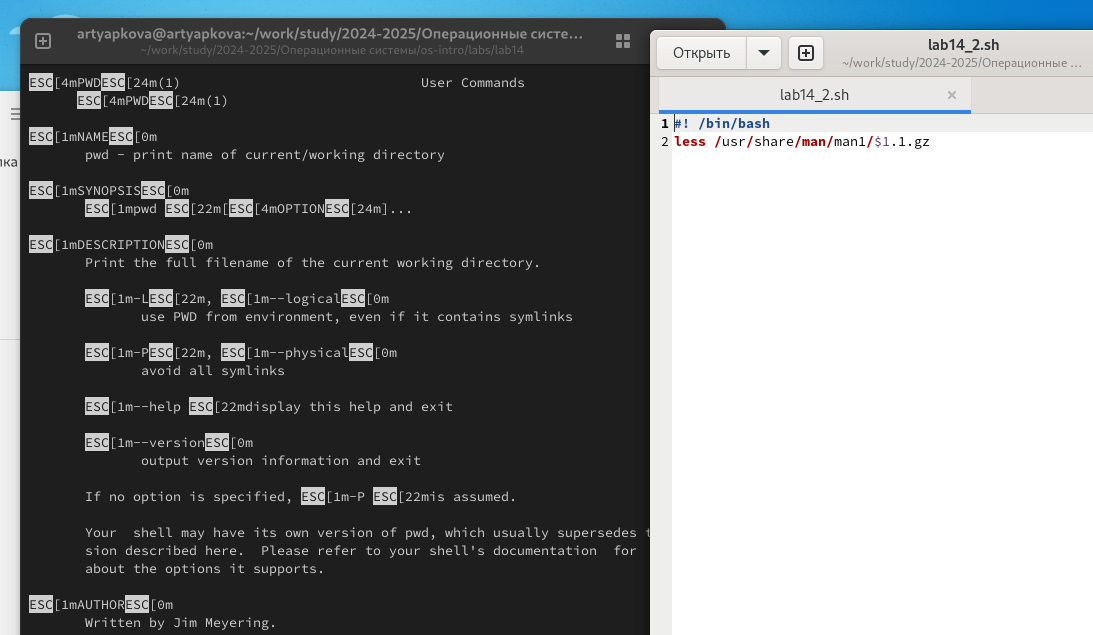 artyapkova@artyapkova:~/work/study/2024-2025/Операционные систе...
~/work/study/2024-2025/Операционные системы/os-intro/labs/lab14
ESC[4mPWDESC[24m(1) User Commands
ESC[4mPWDESC[24m(1)
ESC[1mNAMEESC[0m
pwd - print name of current/working directory
ESC[1mSYNOPSISESC[0m
ESC[1mpwd ESC[22m[ESC[4mOPTIONESC[24m]...
ESC[1mDESCRIPTIONESC[0m
Print the full filename of the current working directory.
ESC[1m-LESC[22m, ESC[1m--logicalESC[0m
use PWD from environment, even if it contains symlinks
ESC[1m-PESC[22m, ESC[1m--physicalESC[0m
avoid all symlinks
ESC[1m--help ESC[22mdisplay this help and exit
ESC[1m--versionESC[0m
output version information and exit
If no option is specified, ESC[1m-P ESC[22mis assumed.
Your  shell may have its own version of pwd, which usually supersedes t
sion described here.  Please refer to your shell's documentation  for
about the options it supports.
ESC[1mAUTHORESC[0m
Written by Jim Meyering.
Открыть
lab14_2.sh
~/work/study/2024-2025/Операционные ...
lab14_2.sh
1 #! /bin/bash
2 less /usr/share/man/man1/$1.1.gz